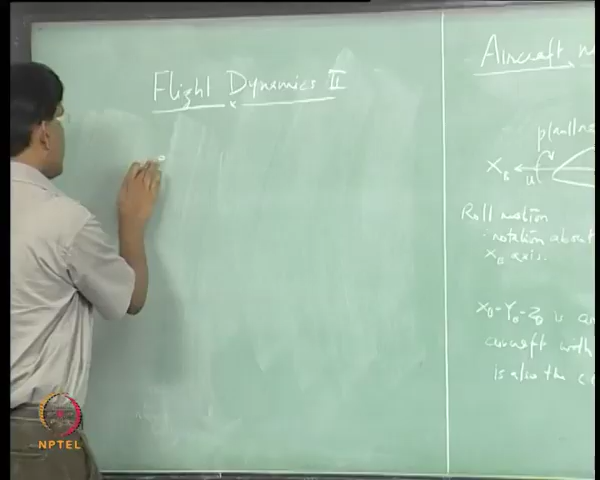 Flight Dynamics II
Aircraft
X_B
u
Roll motion
rotation about
X_B axis.
X_B-Y_B-Z_B is
aircraft with
is also the
NPTEL